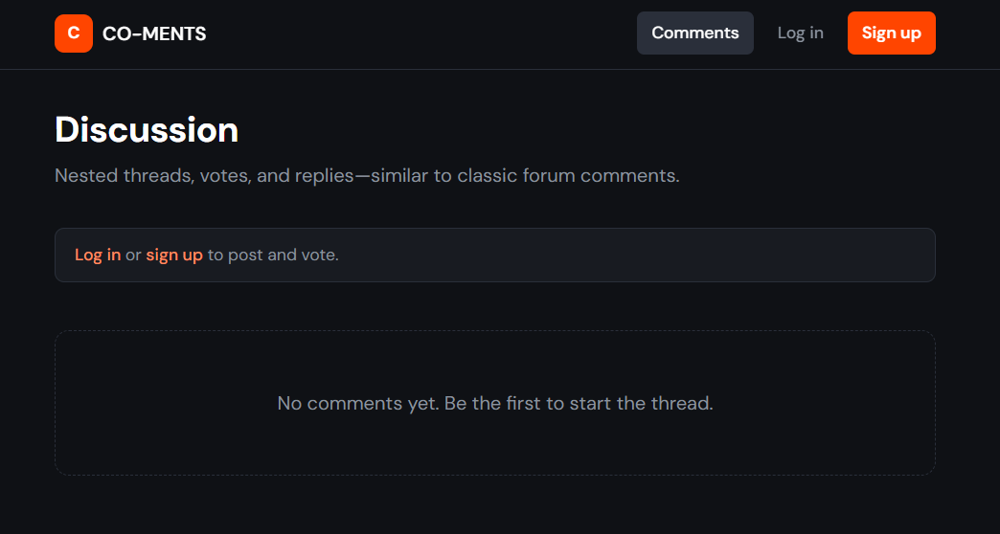 C CO-MENTS Comments Log in Sign up
Discussion
Nested threads, votes, and replies—similar to classic forum comments.
Log in or sign up to post and vote.
No comments yet. Be the first to start the thread.